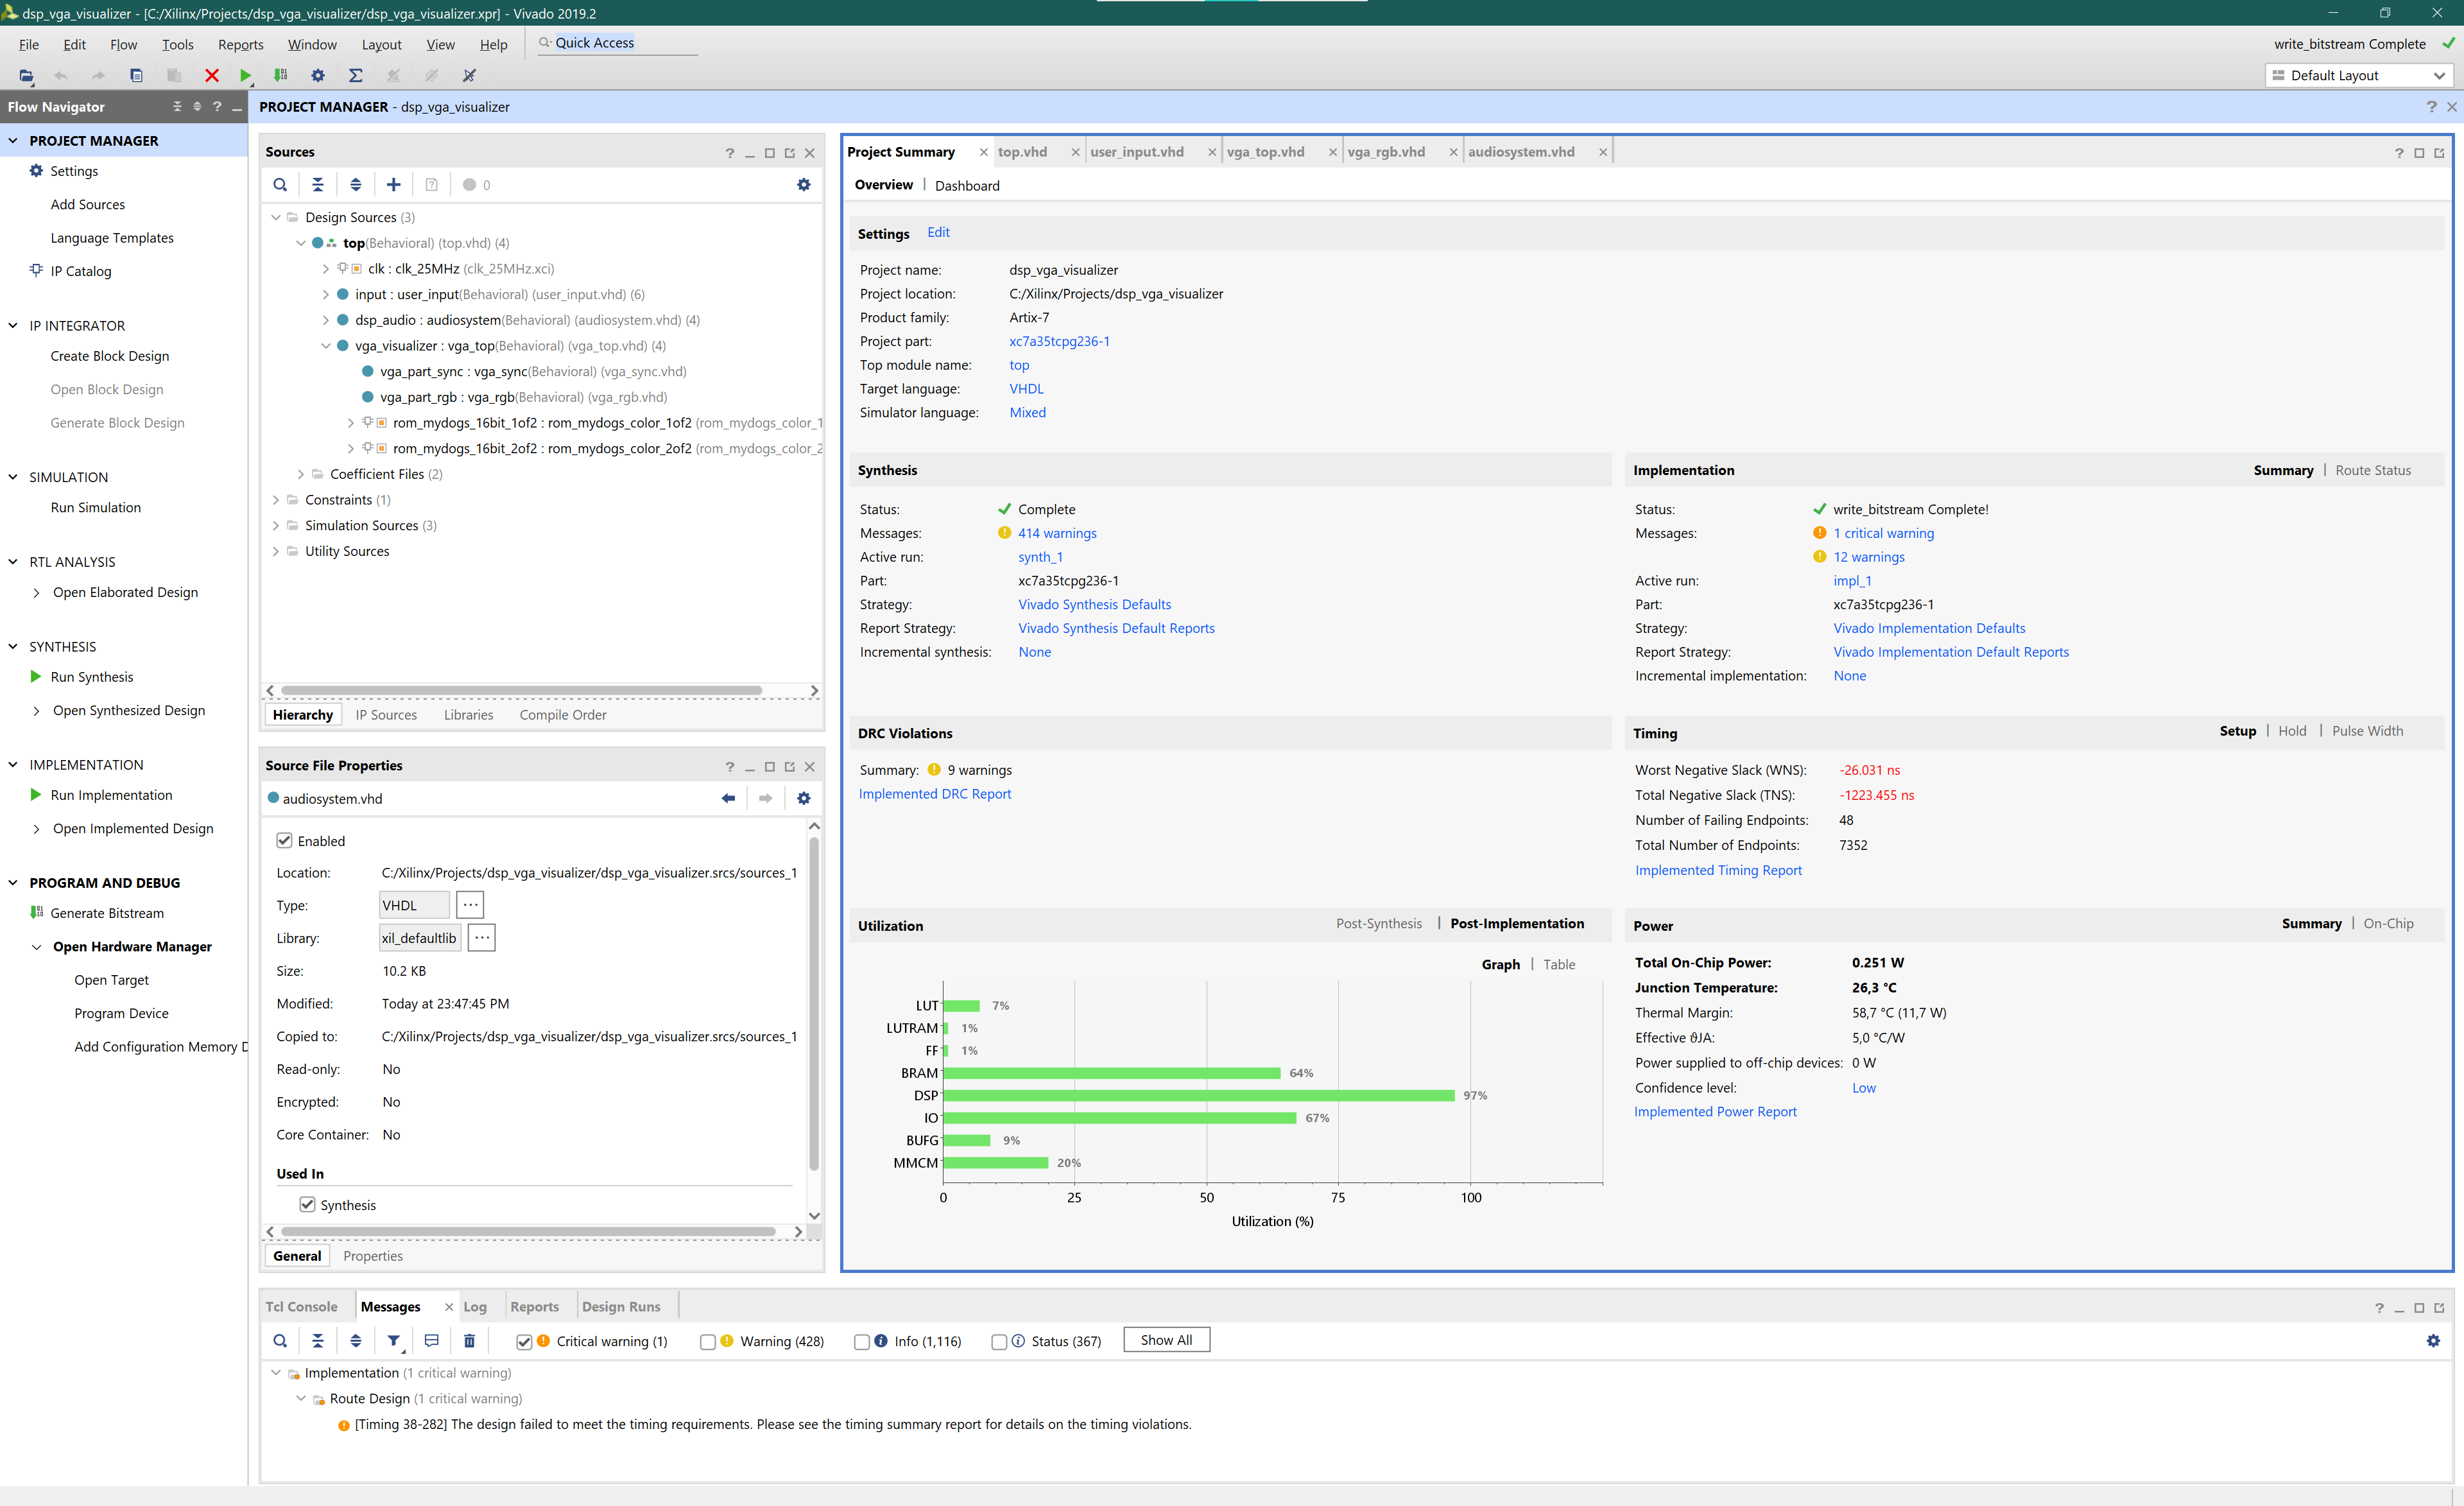 dsp_vga_visualizer - [C:/Xilinx/Projects/dsp_vga_visualizer/dsp_vga_visualizer.xpr] - Vivado 2019.2
File Edit Flow Tools Reports Window Layout View Help Quick Access
write_bitstream Complete
Default Layout
Flow Navigator
PROJECT MANAGER
Settings
Add Sources
Language Templates
IP Catalog
IP INTEGRATOR
Create Block Design
Open Block Design
Generate Block Design
SIMULATION
Run Simulation
RTL ANALYSIS
Open Elaborated Design
SYNTHESIS
Run Synthesis
Open Synthesized Design
IMPLEMENTATION
Run Implementation
Open Implemented Design
PROGRAM AND DEBUG
Generate Bitstream
Open Hardware Manager
Open Target
Program Device
Add Configuration Memory D
PROJECT MANAGER - dsp_vga_visualizer
Sources
0
Design Sources (3)
top(Behavioral) (top.vhd) (4)
clk : clk_25MHz (clk_25MHz.xci)
input : user_input(Behavioral) (user_input.vhd) (6)
dsp_audio : audiosystem(Behavioral) (audiosystem.vhd) (4)
vga_visualizer : vga_top(Behavioral) (vga_top.vhd) (4)
vga_part_sync : vga_sync(Behavioral) (vga_sync.vhd)
vga_part_rgb : vga_rgb(Behavioral) (vga_rgb.vhd)
rom_mydogs_16bit_1of2 : rom_mydogs_color_1of2 (rom_mydogs_color_1
rom_mydogs_16bit_2of2 : rom_mydogs_color_2of2 (rom_mydogs_color_2
Coefficient Files (2)
Constraints (1)
Simulation Sources (3)
Utility Sources
Hierarchy IP Sources Libraries Compile Order
Source File Properties
audiosystem.vhd
Enabled
Location: C:/Xilinx/Projects/dsp_vga_visualizer/dsp_vga_visualizer.srcs/sources_1
Type: VHDL
Library: xil_defaultlib
Size: 10.2 KB
Modified: Today at 23:47:45 PM
Copied to: C:/Xilinx/Projects/dsp_vga_visualizer/dsp_vga_visualizer.srcs/sources_1
Read-only: No
Encrypted: No
Core Container: No
Used In
Synthesis
General Properties
Project Summary top.vhd user_input.vhd vga_top.vhd vga_rgb.vhd audiosystem.vhd
Overview | Dashboard
Settings Edit
Project name: dsp_vga_visualizer
Project location: C:/Xilinx/Projects/dsp_vga_visualizer
Product family: Artix-7
Project part: xc7a35tcpg236-1
Top module name: top
Target language: VHDL
Simulator language: Mixed
Synthesis
Status: Complete
Messages: 414 warnings
Active run: synth_1
Part: xc7a35tcpg236-1
Strategy: Vivado Synthesis Defaults
Report Strategy: Vivado Synthesis Default Reports
Incremental synthesis: None
Implementation Summary | Route Status
Status: write_bitstream Complete!
Messages: 1 critical warning
12 warnings
Active run: impl_1
Part: xc7a35tcpg236-1
Strategy: Vivado Implementation Defaults
Report Strategy: Vivado Implementation Default Reports
Incremental implementation: None
DRC Violations
Summary: 9 warnings
Implemented DRC Report
Timing Setup | Hold | Pulse Width
Worst Negative Slack (WNS): -26.031 ns
Total Negative Slack (TNS): -1223.455 ns
Number of Failing Endpoints: 48
Total Number of Endpoints: 7352
Implemented Timing Report
Utilization Post-Synthesis | Post-Implementation
Graph | Table
LUT 7%
LUTRAM 1%
FF 1%
BRAM 64%
DSP 97%
IO 67%
BUFG 9%
MMCM 20%
0 25 50 75 100
Utilization (%)
Power Summary | On-Chip
Total On-Chip Power: 0.251 W
Junction Temperature: 26,3 °C
Thermal Margin: 58,7 °C (11,7 W)
Effective ϑJA: 5,0 °C/W
Power supplied to off-chip devices: 0 W
Confidence level: Low
Implemented Power Report
Tcl Console Messages Log Reports Design Runs
Critical warning (1) Warning (428) Info (1,116) Status (367) Show All
Implementation (1 critical warning)
Route Design (1 critical warning)
[Timing 38-282] The design failed to meet the timing requirements. Please see the timing summary report for details on the timing violations.